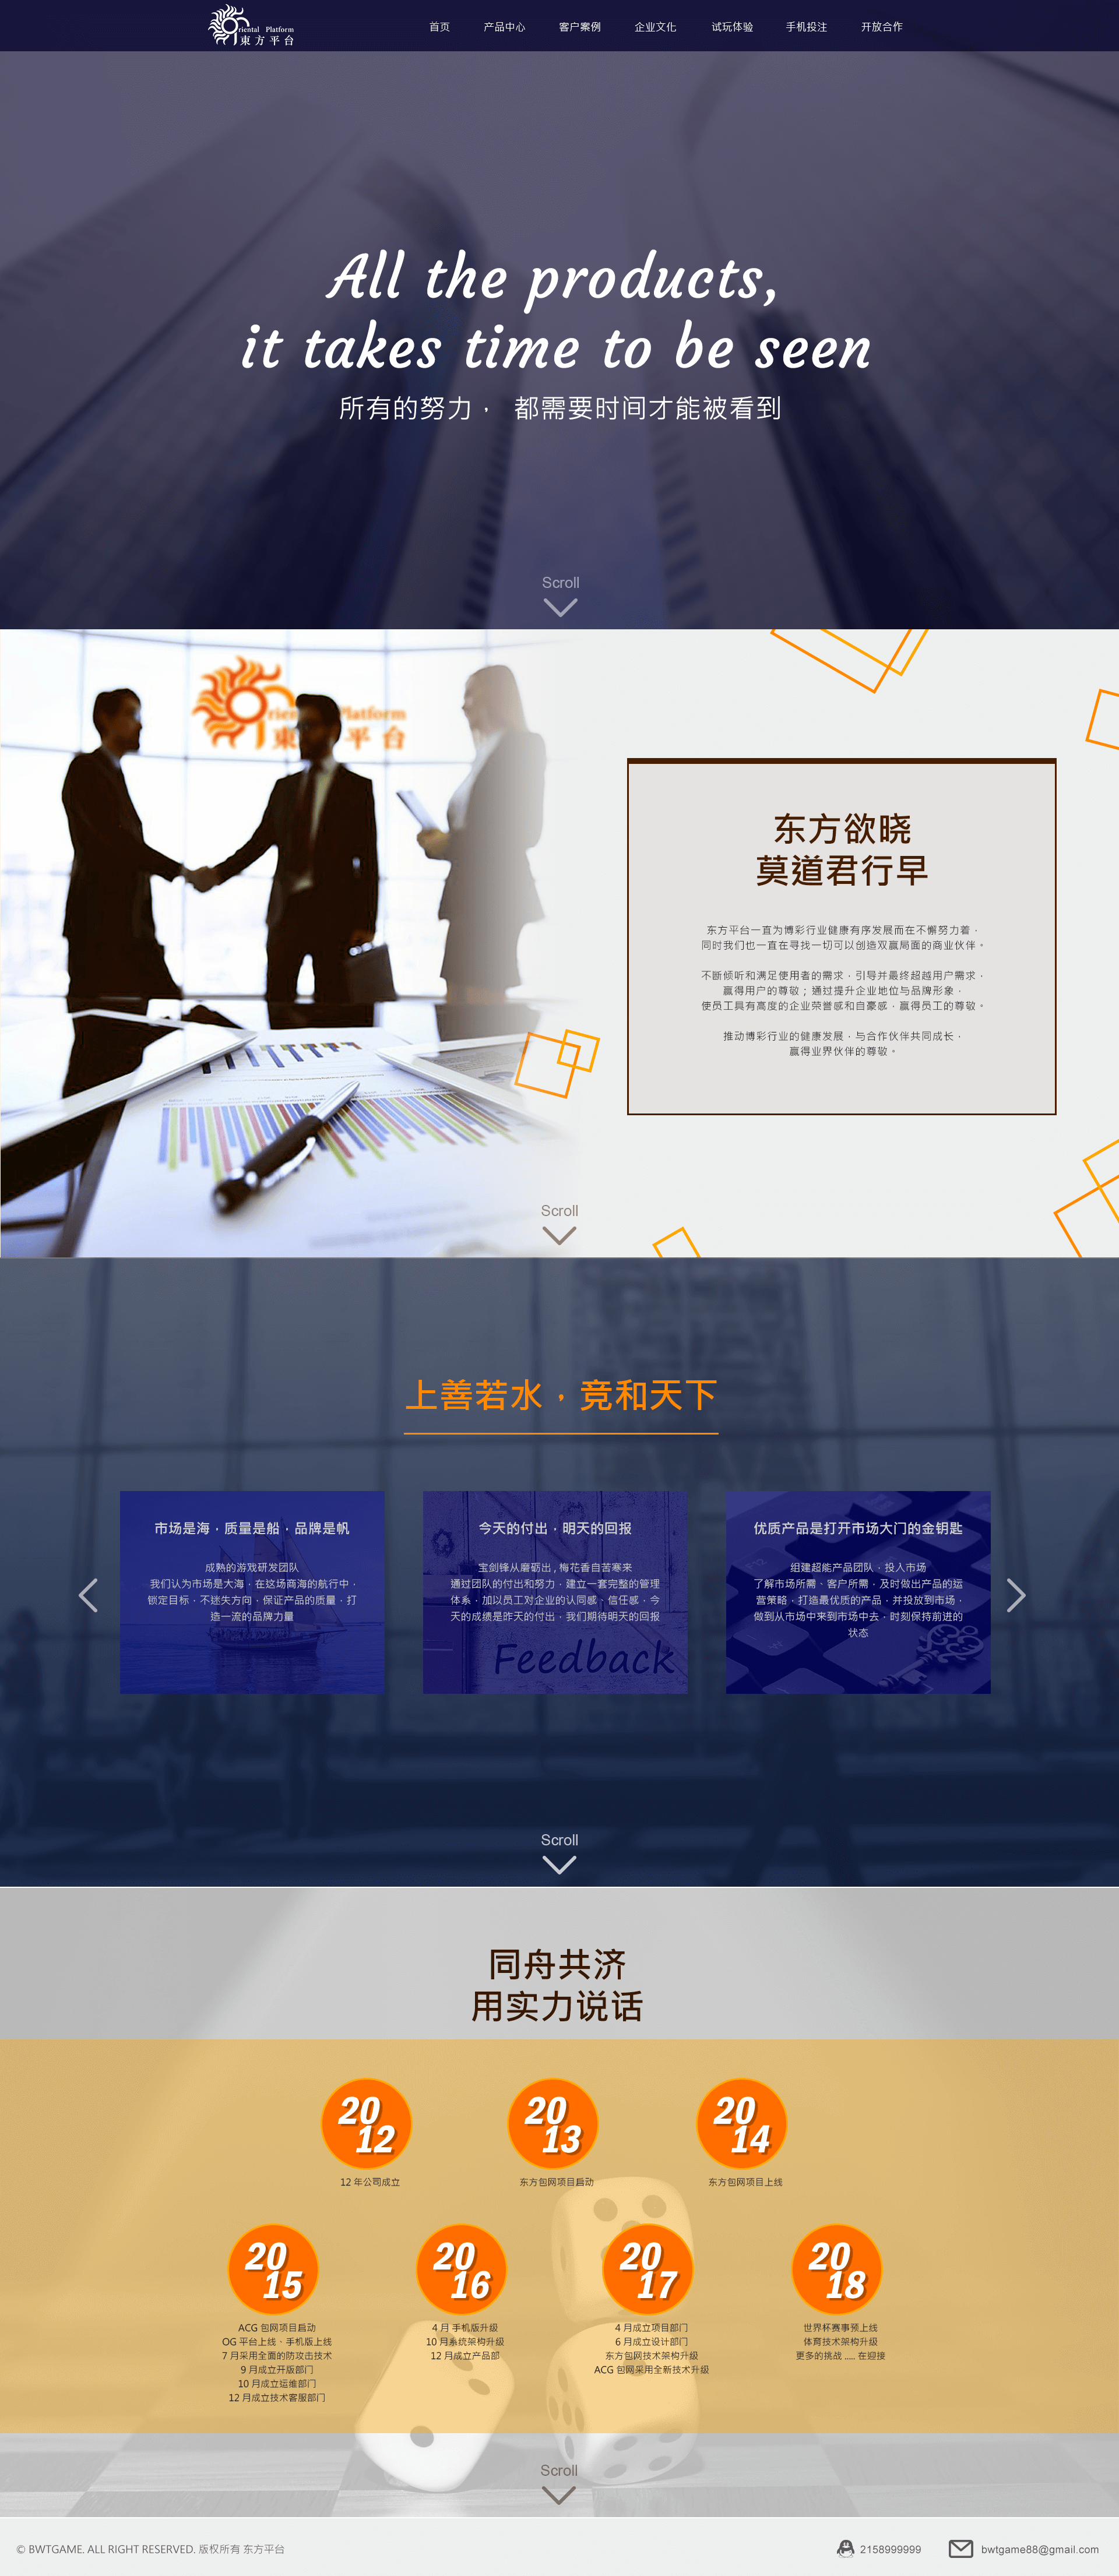 Oriental Platform
東方平台
首页 产品中心 客户案例 企业文化 试玩体验 手机投注 开放合作
All the products,
it takes time to be seen
所有的努力， 都需要时间才能被看到
Scroll
riental Platform
東 平台
东方欲晓
莫道君行早
东方平台一直为博彩行业健康有序发展而在不懈努力着，
同时我们也一直在寻找一切可以创造双赢局面的商业伙伴。
不断倾听和满足使用者的需求，引导并最终超越用户需求，
赢得用户的尊敬；通过提升企业地位与品牌形象，
使员工具有高度的企业荣誉感和自豪感，赢得员工的尊敬。
推动博彩行业的健康发展，与合作伙伴共同成长，
赢得业界伙伴的尊敬。
Scroll
上善若水，竞和天下
市场是海，质量是船，品牌是帆
成熟的游戏研发团队
我们认为市场是大海，在这场商海的航行中，
锁定目标，不迷失方向，保证产品的质量，打
造一流的品牌力量
今天的付出，明天的回报
宝剑锋从磨砺出 , 梅花香自苦寒来
通过团队的付出和努力，建立一套完整的管理
体系，加以员工对企业的认同感、信任感，今
天的成绩是昨天的付出，我们期待明天的回报
Feedback
优质产品是打开市场大门的金钥匙
组建超能产品团队，投入市场
了解市场所需、客户所需，及时做出产品的运
营策略，打造最优质的产品，并投放到市场，
做到从市场中来到市场中去，时刻保持前进的
状态
Scroll
同舟共济
用实力说话
2012
12 年公司成立
2013
东方包网项目启动
2014
东方包网项目上线
2015
ACG 包网项目启动
OG 平台上线、手机版上线
7 月采用全面的防攻击技术
9 月成立开版部门
10 月成立运维部门
12 月成立技术客服部门
2016
4 月 手机版升级
10 月系统架构升级
12 月成立产品部
2017
4 月成立项目部门
6 月成立设计部门
东方包网技术架构升级
ACG 包网采用全新技术升级
2018
世界杯赛事预上线
体育技术架构升级
更多的挑战 ..... 在迎接
Scroll
© BWTGAME. ALL RIGHT RESERVED. 版权所有 东方平台
2158999999
bwtgame88@gmail.com